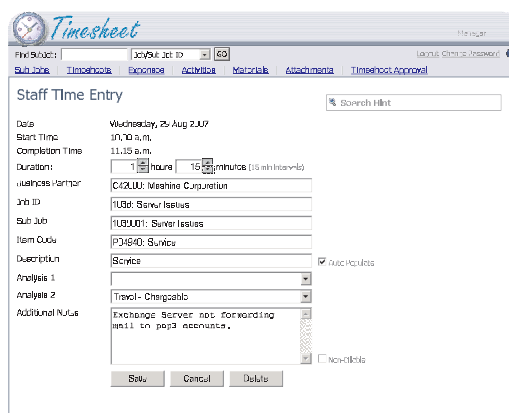 Timesheet
Manager
Find Subject: Job/Sub Job ID GO
Logout Change Password
Sub Jobs Timesheets Expenses Activities Materials Attachments Timesheet Approval
Staff Time Entry
Search Hint
Date Wednesday, 29 Aug 2007
Start Time 10.00 a.m.
Completion Time 11.15 a.m.
Duration: 1 hours 15 minutes (15 min intervals)
Business Partner Corporation
Job ID Server Issues
Sub Job Server Issues
Item Code Service
Description Service Auto Populate
Analysis 1
Analysis 2 Travel - Chargeable
Additional Notes Exchange Server not forwarding
mail to pop3 accounts.
Non-Billable
Save Cancel Delete